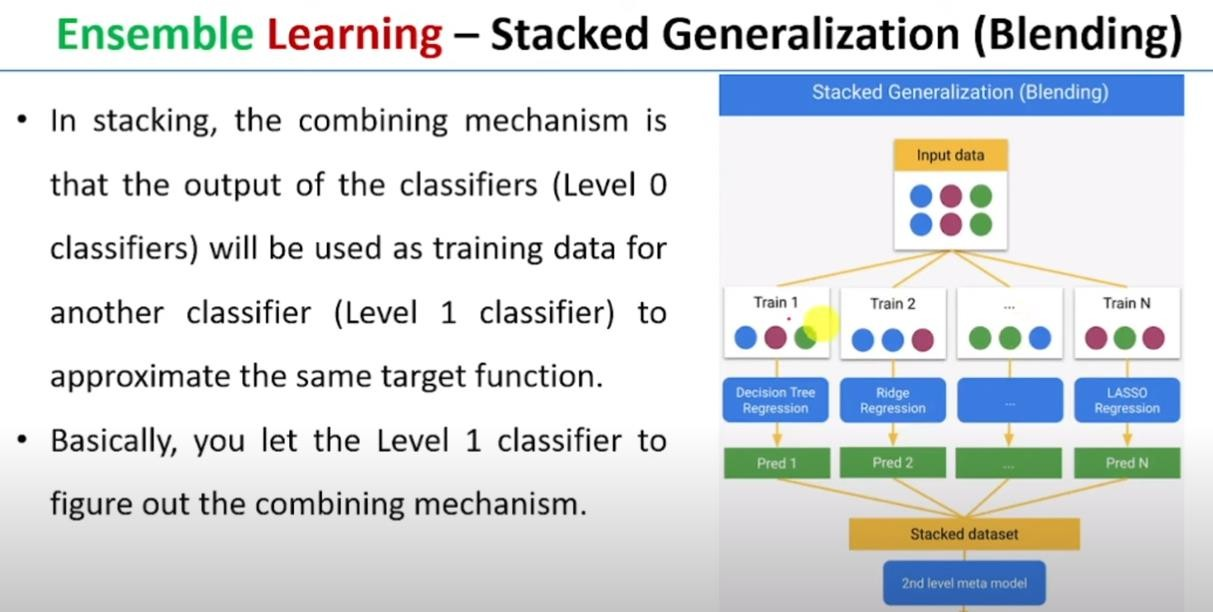 Ensemble Learning – Stacked Generalization (Blending)
• In stacking, the combining mechanism is
that the output of the classifiers (Level 0
classifiers) will be used as training data for
another classifier (Level 1 classifier) to
approximate the same target function.
• Basically, you let the Level 1 classifier to
figure out the combining mechanism.
Stacked Generalization (Blending)
Input data
Train 1
Train 2
...
Train N
Decision Tree
Regression
Ridge
Regression
...
LASSO
Regression
Pred 1
Pred 2
...
Pred N
Stacked dataset
2nd level meta model